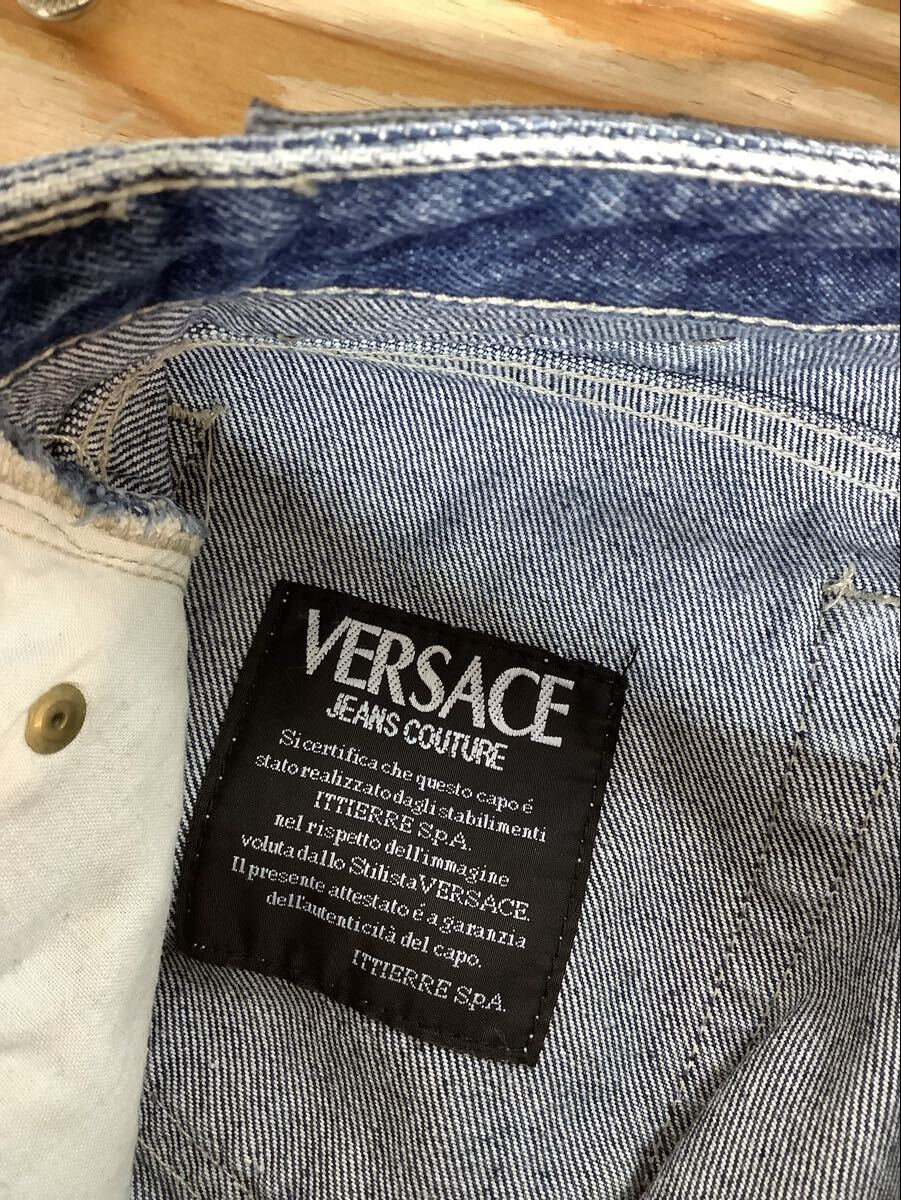 VERSACE
JEANS COUTURE
Si certifica che questo capo é
stato realizzato dagli stabilimenti
ITTIERRE S.p.A.
nel rispetto dell'immagine
voluta dallo Stilista VERSACE.
Il presente attestato é a garanzia
dell'autenticità del capo.
ITTIERRE S.p.A.